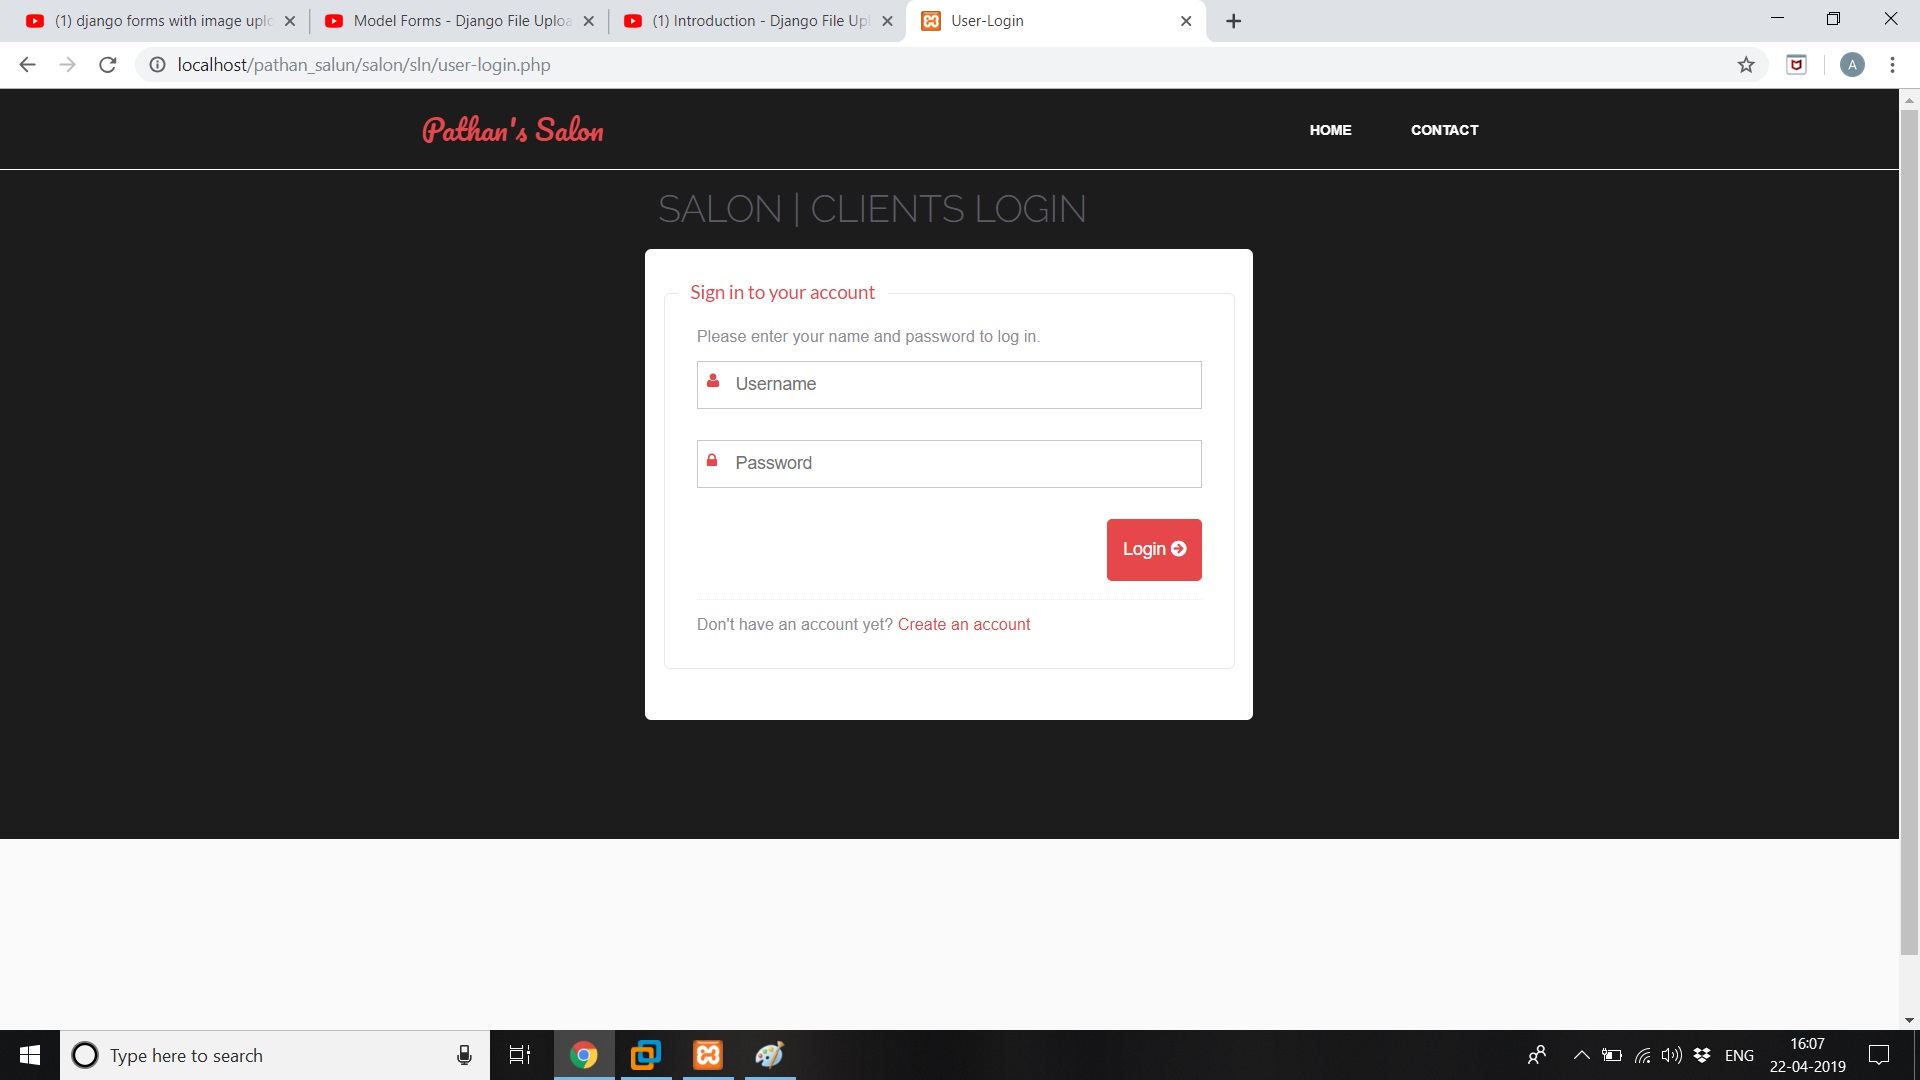 (1) django forms with image uplo
Model Forms - Django File Uploa
(1) Introduction - Django File Upl
User-Login
localhost/pathan_salun/salon/sln/user-login.php
A
Pathan's Salon
HOME
CONTACT
SALON | CLIENTS LOGIN
Sign in to your account
Please enter your name and password to log in.
Username
Password
Login
Don't have an account yet? Create an account
Type here to search
ENG
16:07
22-04-2019